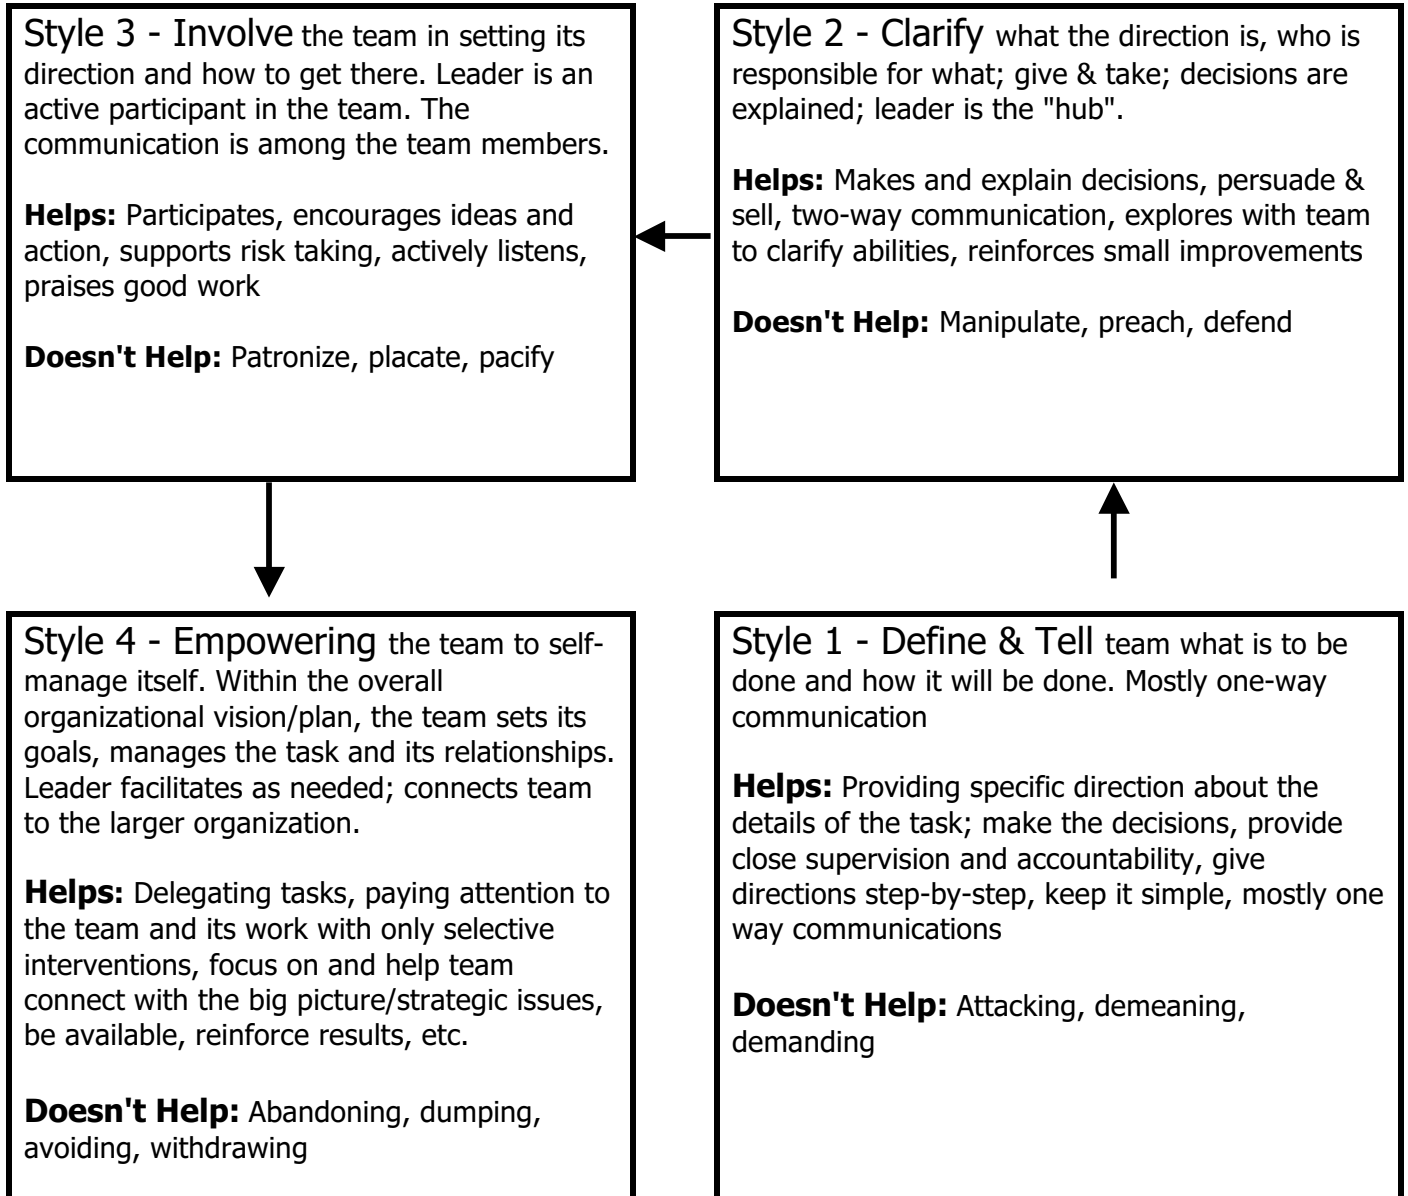 Style 3 - Involve the team in setting its
direction and how to get there. Leader is an
active participant in the team. The
communication is among the team members.
Helps: Participates, encourages ideas and
action, supports risk taking, actively listens,
praises good work
Doesn't Help: Patronize, placate, pacify
Style 2 - Clarify what the direction is, who is
responsible for what; give & take; decisions are
explained; leader is the "hub".
Helps: Makes and explain decisions, persuade &
sell, two-way communication, explores with team
to clarify abilities, reinforces small improvements
Doesn't Help: Manipulate, preach, defend
Style 4 - Empowering the team to self-
manage itself. Within the overall
organizational vision/plan, the team sets its
goals, manages the task and its relationships.
Leader facilitates as needed; connects team
to the larger organization.
Helps: Delegating tasks, paying attention to
the team and its work with only selective
interventions, focus on and help team
connect with the big picture/strategic issues,
be available, reinforce results, etc.
Doesn't Help: Abandoning, dumping,
avoiding, withdrawing
Style 1 - Define & Tell team what is to be
done and how it will be done. Mostly one-way
communication
Helps: Providing specific direction about the
details of the task; make the decisions, provide
close supervision and accountability, give
directions step-by-step, keep it simple, mostly one
way communications
Doesn't Help: Attacking, demeaning,
demanding